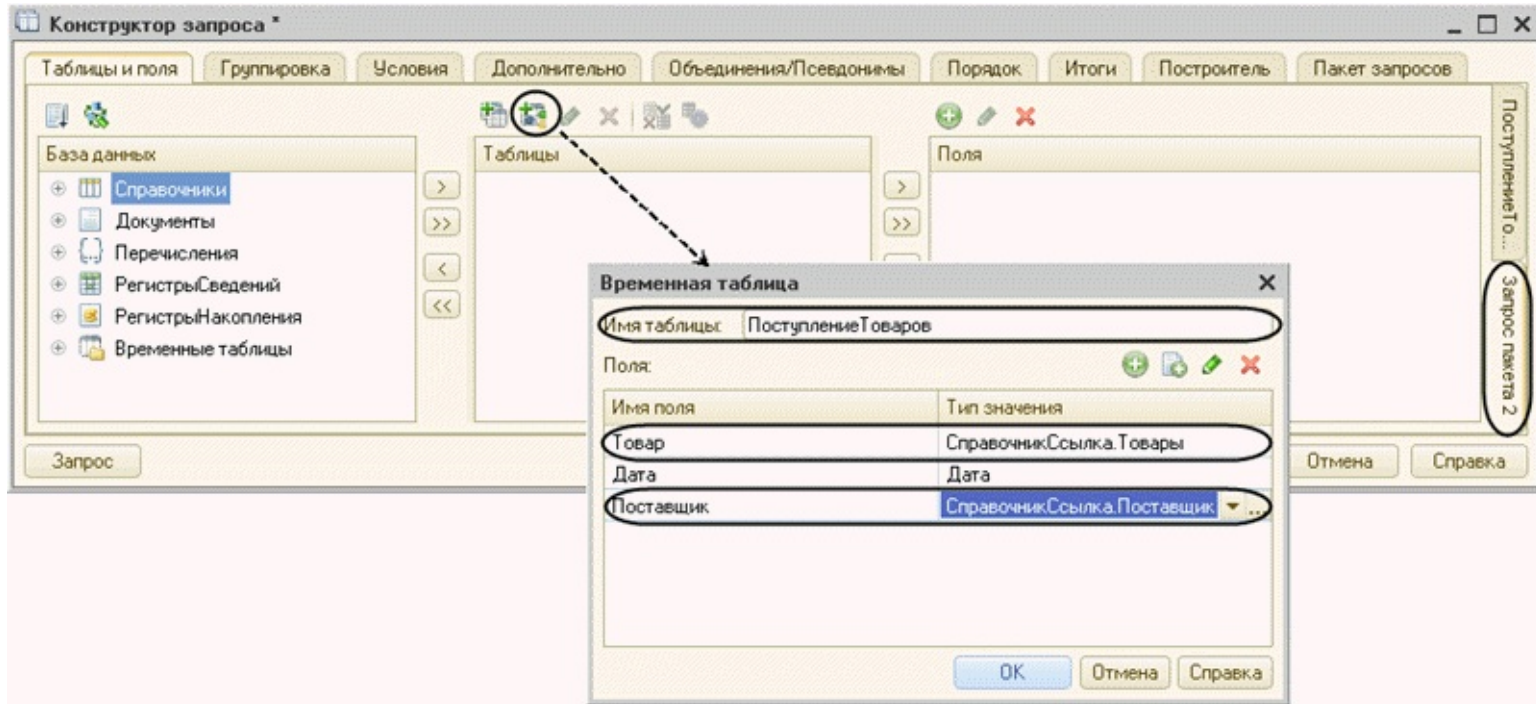 Конструктор запроса *
Таблицы и поля Группировка Условия Дополнительно Объединения/Псевдонимы Порядок Итоги Построитель Пакет запросов
База данных
Справочники
Документы
Перечисления
РегистрыСведений
РегистрыНакопления
Временные таблицы
Таблицы
Поля
ПоступлениеТо...
Запрос пакета 2
Запрос
Отмена Справка
Временная таблица
Имя таблицы: ПоступлениеТоваров
Поля:
Имя поля Тип значения
Товар СправочникСсылка.Товары
Дата Дата
Поставщик СправочникСсылка.Поставщик ...
OK Отмена Справка